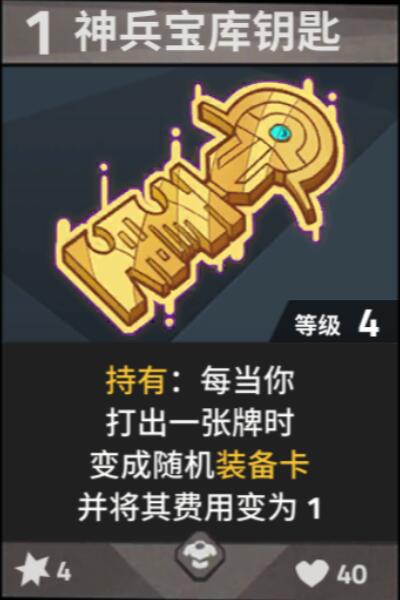 1 神兵宝库钥匙
等级 4
持有：每当你
打出一张牌时
变成随机装备卡
并将其费用变为 1
4 40